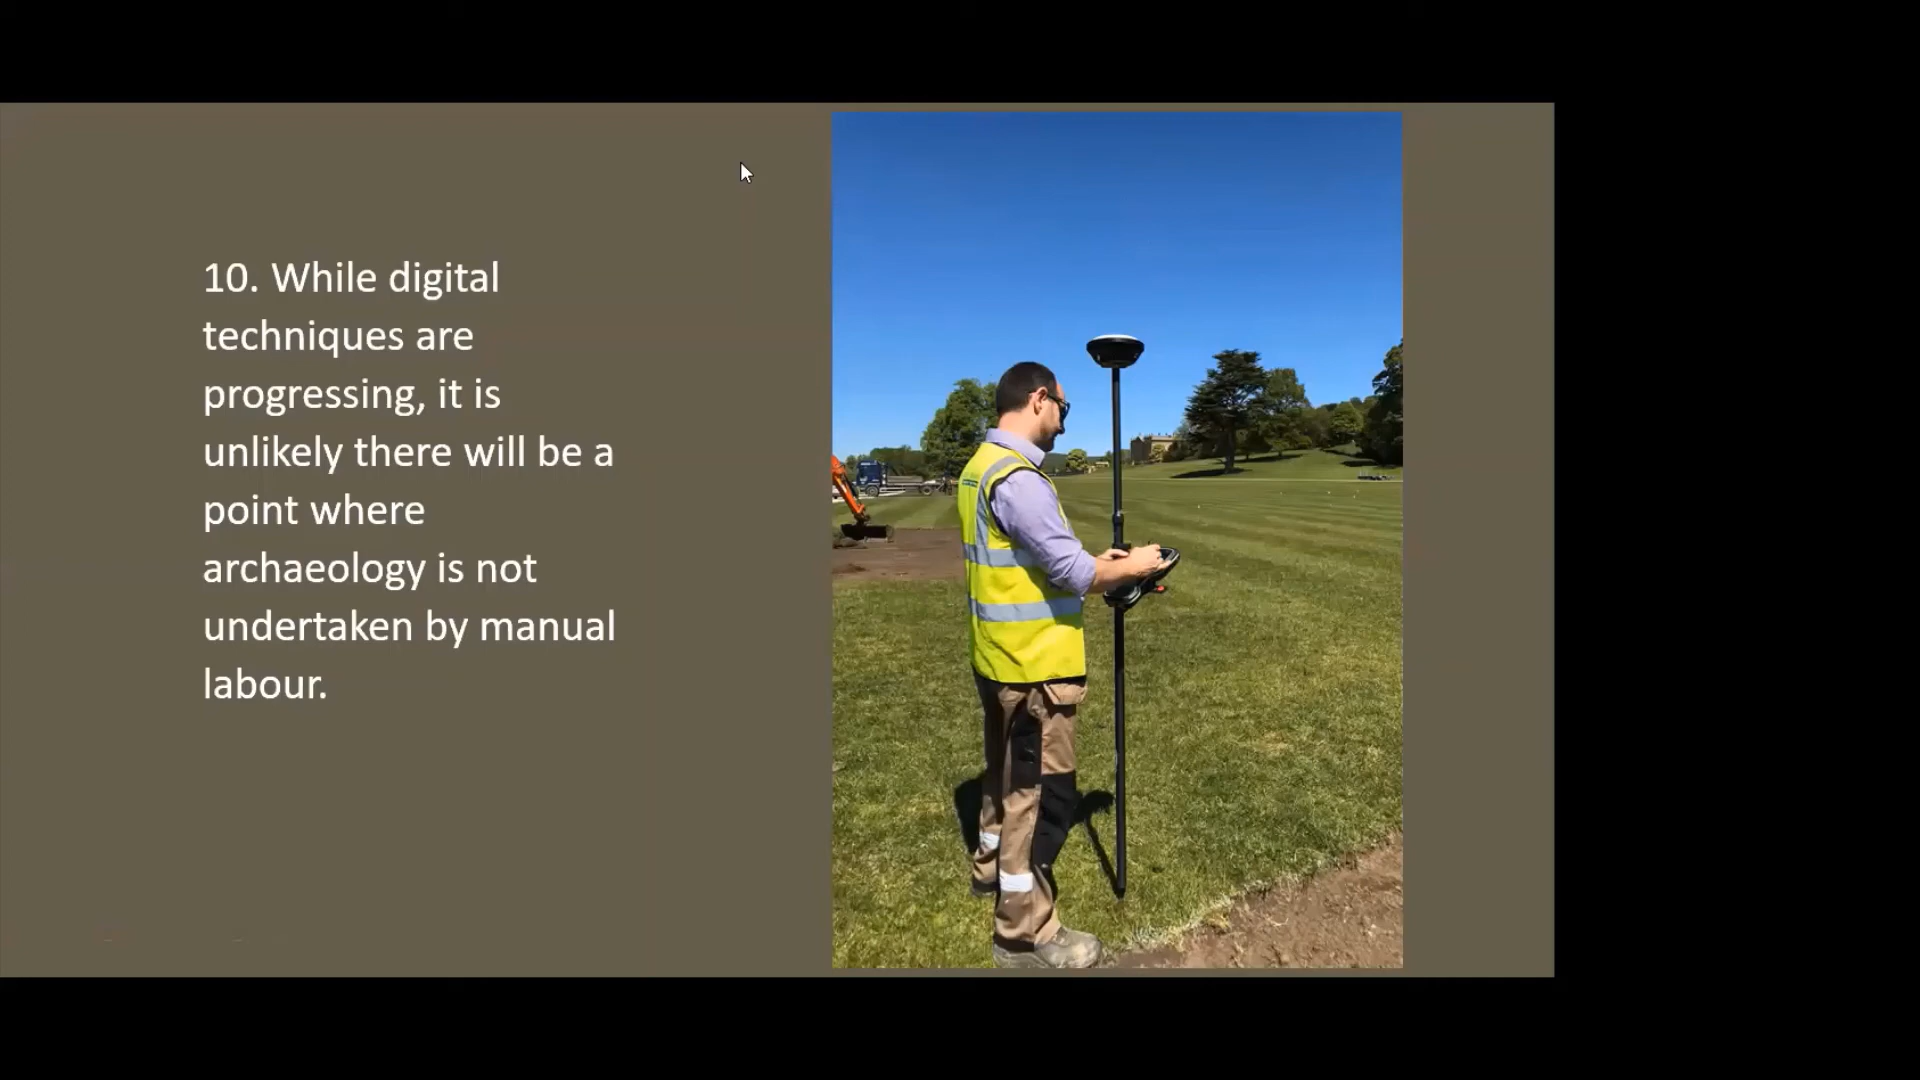 10. While digital
techniques are
progressing, it is
unlikely there will be a
point where
archaeology is not
undertaken by manual
labour.